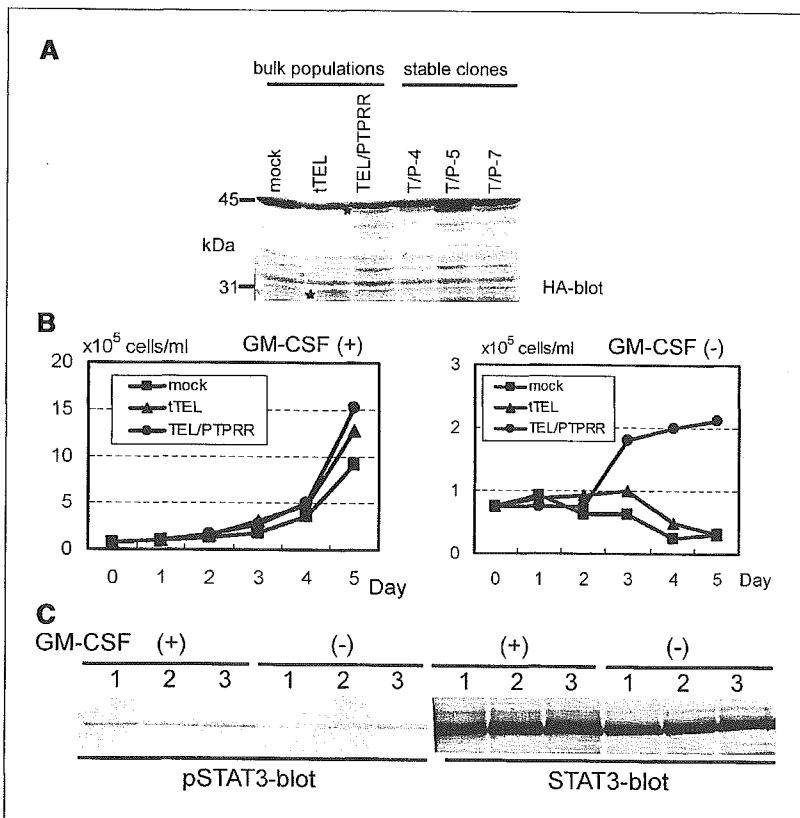 A
bulk populations stable clones
mock tTEL TEL/PTPRR T/P-4 T/P-5 T/P-7
45
kDa
31
HA-blot
B
x10⁵ cells/ml GM-CSF (+)
20
15
10
5
0
mock
tTEL
TEL/PTPRR
0 1 2 3 4 5 Day
x10⁵ cells/ml GM-CSF (-)
3
2
1
0
mock
tTEL
TEL/PTPRR
0 1 2 3 4 5 Day
C
GM-CSF (+) (-) (+) (-)
1 2 3 1 2 3 1 2 3 1 2 3
pSTAT3-blot STAT3-blot